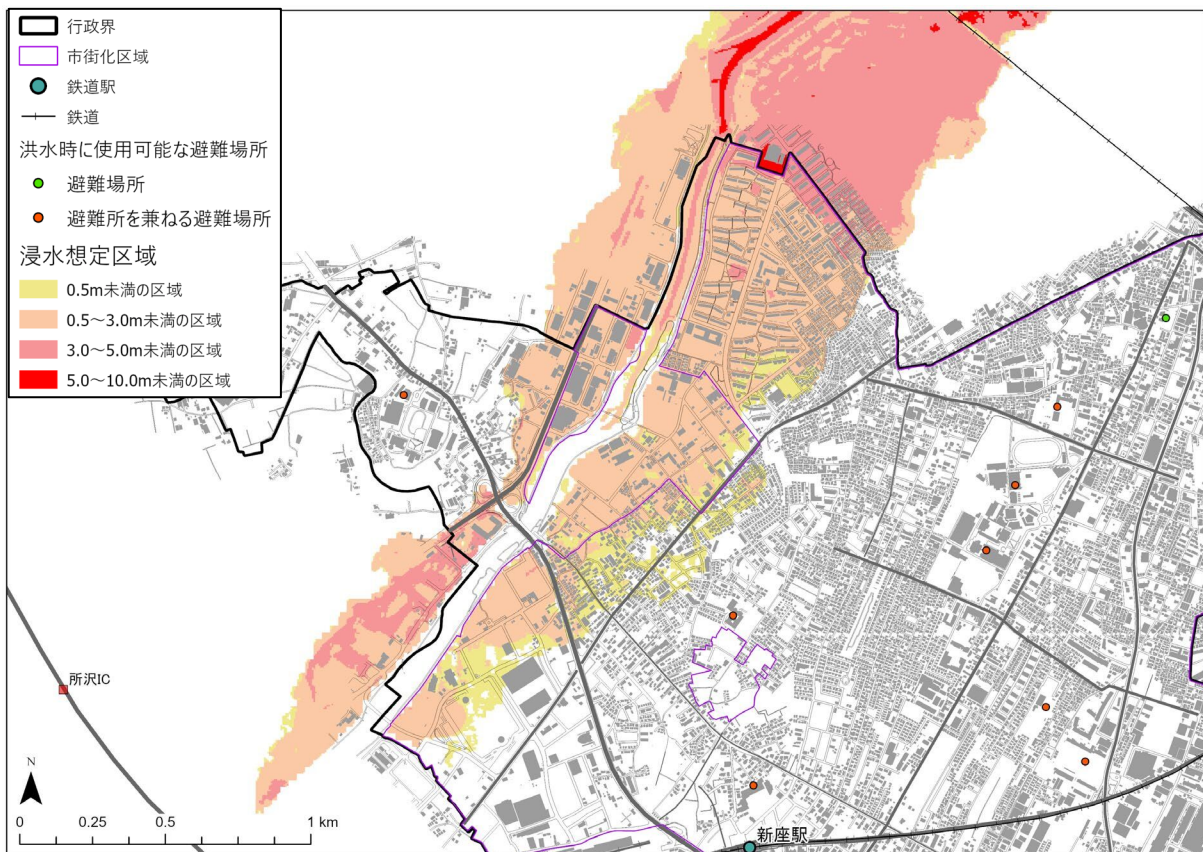 行政界
市街化区域
鉄道駅
鉄道
洪水時に使用可能な避難場所
避難場所
避難所を兼ねる避難場所
浸水想定区域
0.5m未満の区域
0.5～3.0m未満の区域
3.0～5.0m未満の区域
5.0～10.0m未満の区域
所沢IC
N
0 0.25 0.5 1 km
新座駅